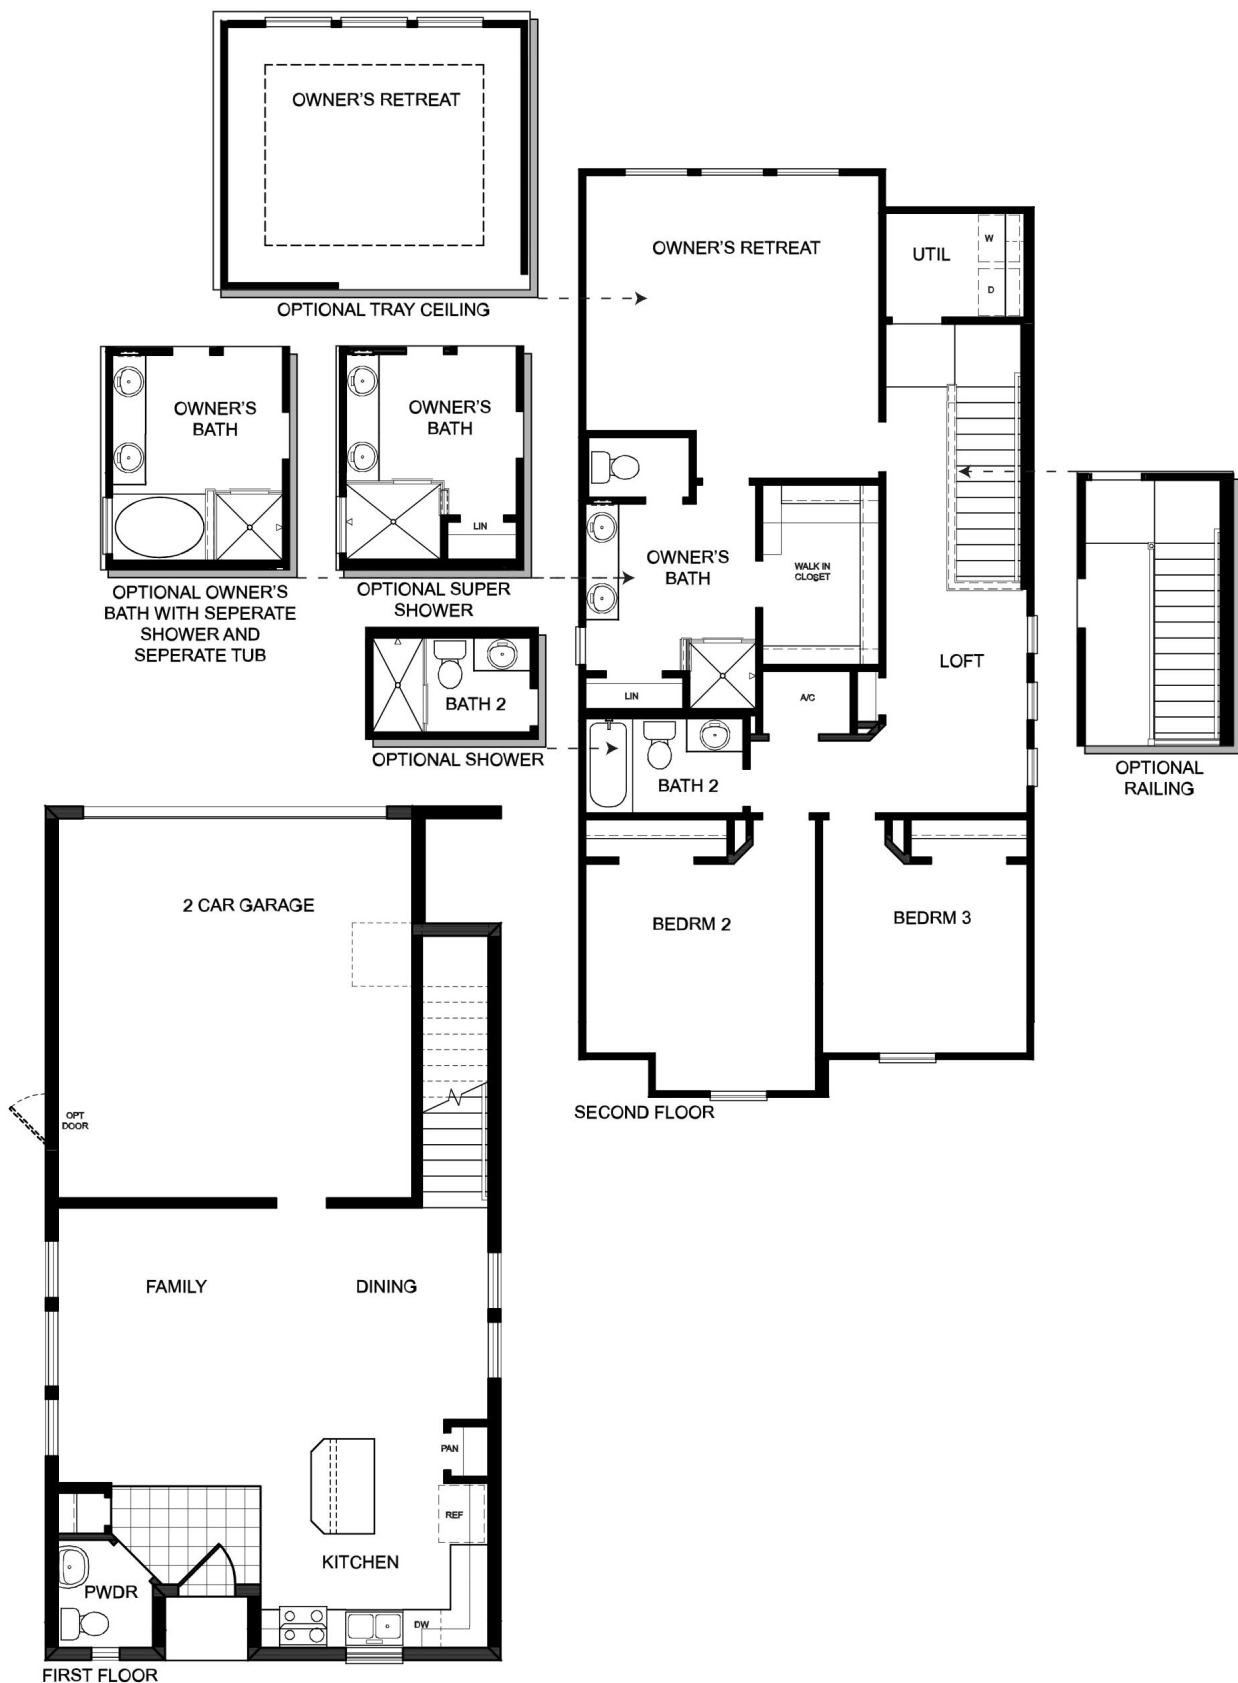 OWNER'S RETREAT
OPTIONAL TRAY CEILING
OWNER'S
BATH
OPTIONAL OWNER'S
BATH WITH SEPERATE
SHOWER AND
SEPERATE TUB
OWNER'S
BATH
LIN
OPTIONAL SUPER
SHOWER
BATH 2
OPTIONAL SHOWER
OWNER'S RETREAT
UTIL
W
D
OWNER'S
BATH
WALK IN
CLOSET
LIN
A/C
LOFT
BATH 2
BEDRM 2
BEDRM 3
SECOND FLOOR
OPTIONAL
RAILING
2 CAR GARAGE
OPT
DOOR
FAMILY
DINING
PAN
REF
KITCHEN
PWDR
DW
FIRST FLOOR